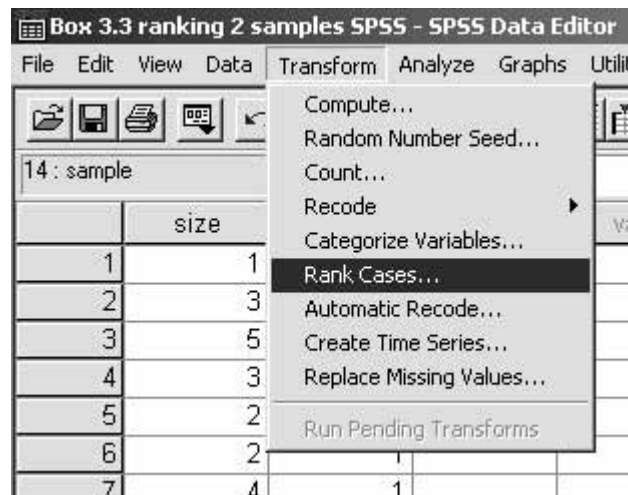 Box 3.3 ranking 2 samples SPSS - SPSS Data Editor
File Edit View Data Transform Analyze Graphs
14 : sample
Compute...
Random Number Seed...
Count...
Recode
Categorize Variables...
Rank Cases...
Automatic Recode...
Create Time Series...
Replace Missing Values...
Run Pending Transforms
size
1 1
2 3
3 5
4 3
5 2
6 2 1
7 4 1